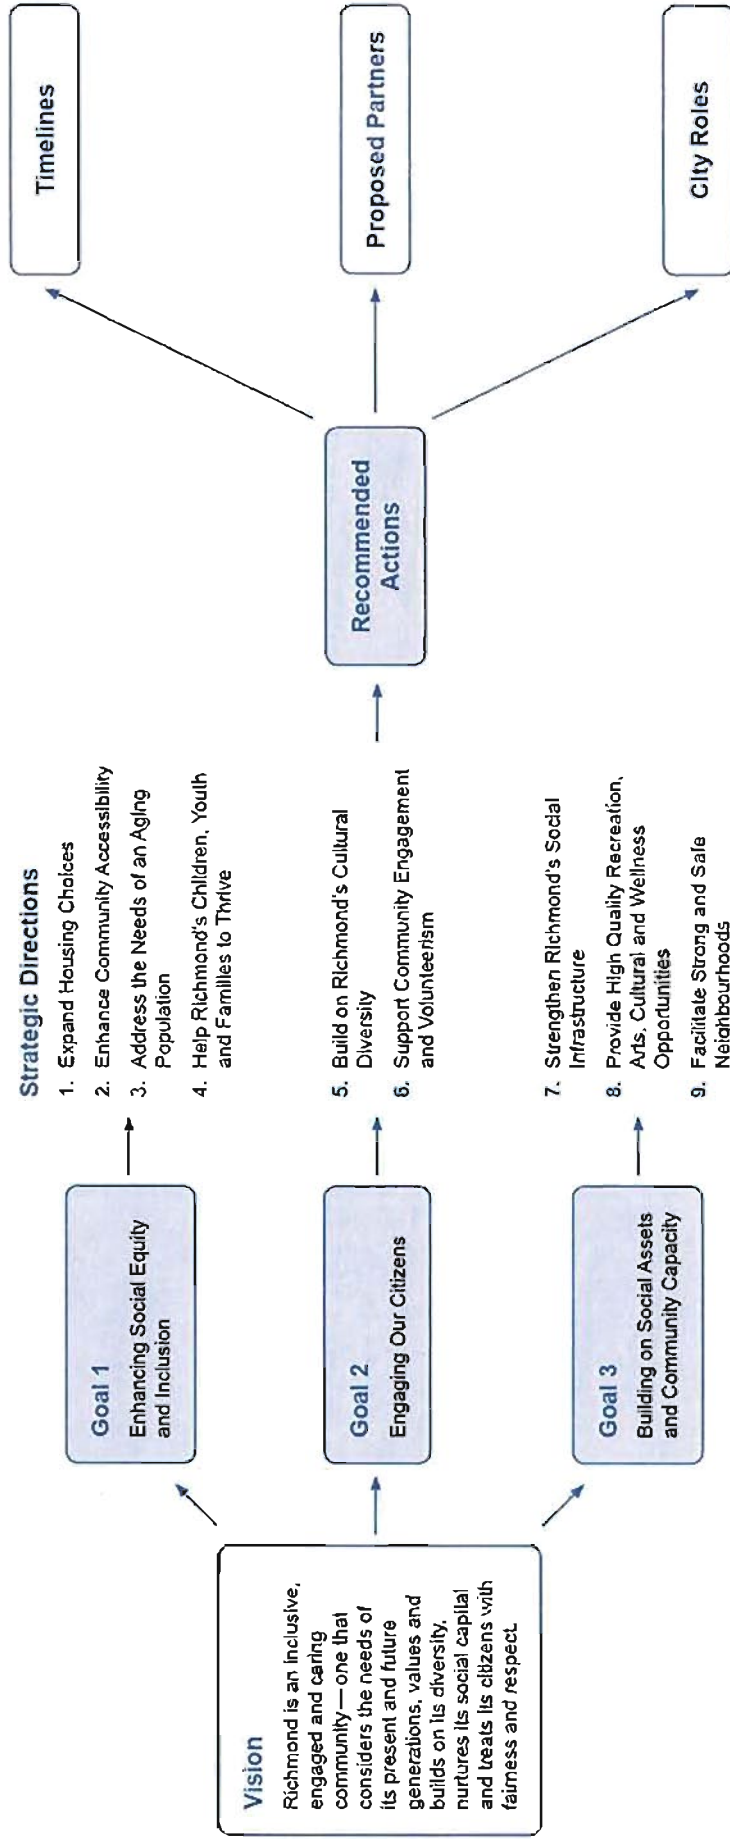 Vision
Richmond is an inclusive,
engaged and caring
community—one that
considers the needs of
its present and future
generations, values and
builds on its diversity,
nurtures its social capital
and treats its citizens with
fairness and respect.
Goal 1
Enhancing Social Equity
and Inclusion
Goal 2
Engaging Our Citizens
Goal 3
Building on Social Assets
and Community Capacity
Strategic Directions
1. Expand Housing Choices
2. Enhance Community Accessibility
3. Address the Needs of an Aging
Population
4. Help Richmond's Children, Youth
and Families to Thrive
5. Build on Richmond's Cultural
Diversity
6. Support Community Engagement
and Volunteerism
7. Strengthen Richmond's Social
Infrastructure
8. Provide High Quality Recreation,
Arts, Cultural and Wellness
Opportunities
9. Facilitate Strong and Safe
Neighbourhoods
Recommended
Actions
Timelines
Proposed Partners
City Roles